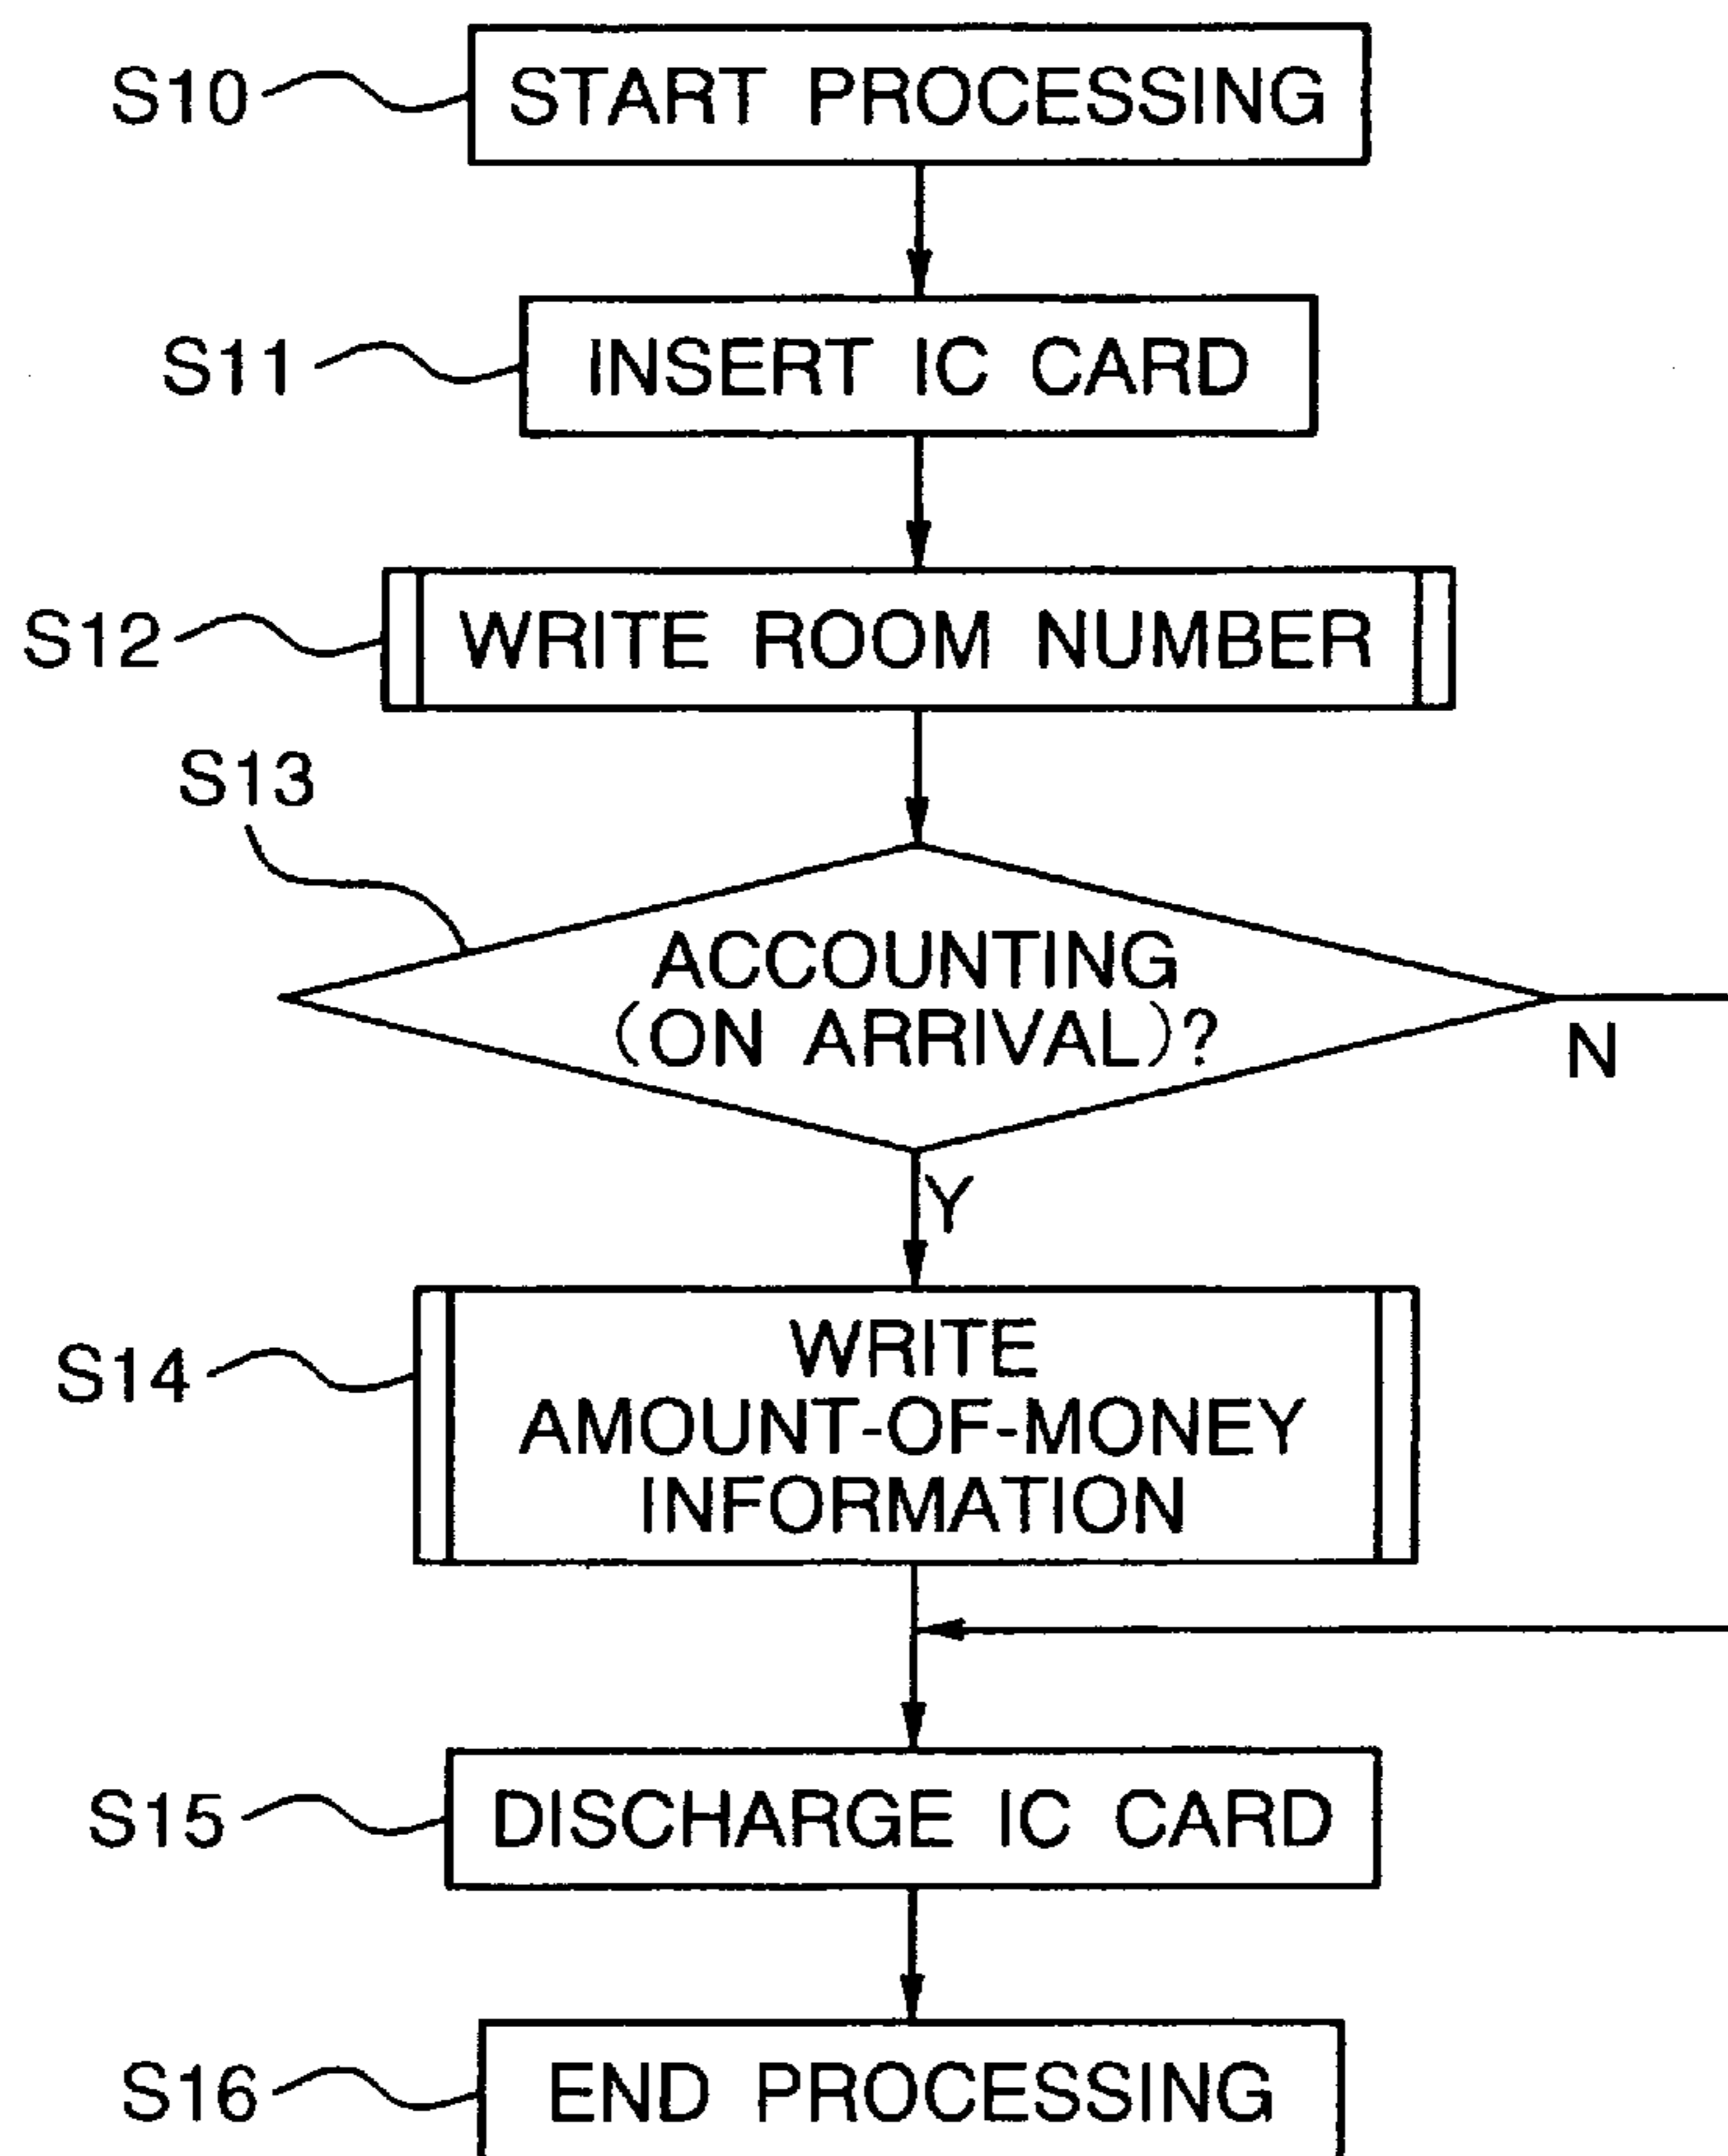 S10 START PROCESSING
S11 INSERT IC CARD
S12 WRITE ROOM NUMBER
S13
ACCOUNTING
(ON ARRIVAL)?
N
Y
S14
WRITE
AMOUNT-OF-MONEY
INFORMATION
S15 DISCHARGE IC CARD
S16 END PROCESSING